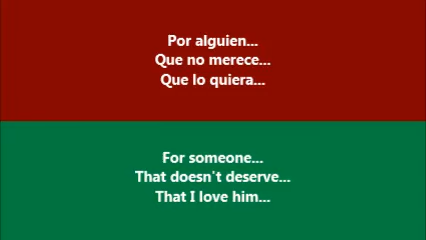 Por alguien...
Que no merece...
Que lo quiera...
For someone...
That doesn't deserve...
That I love him...